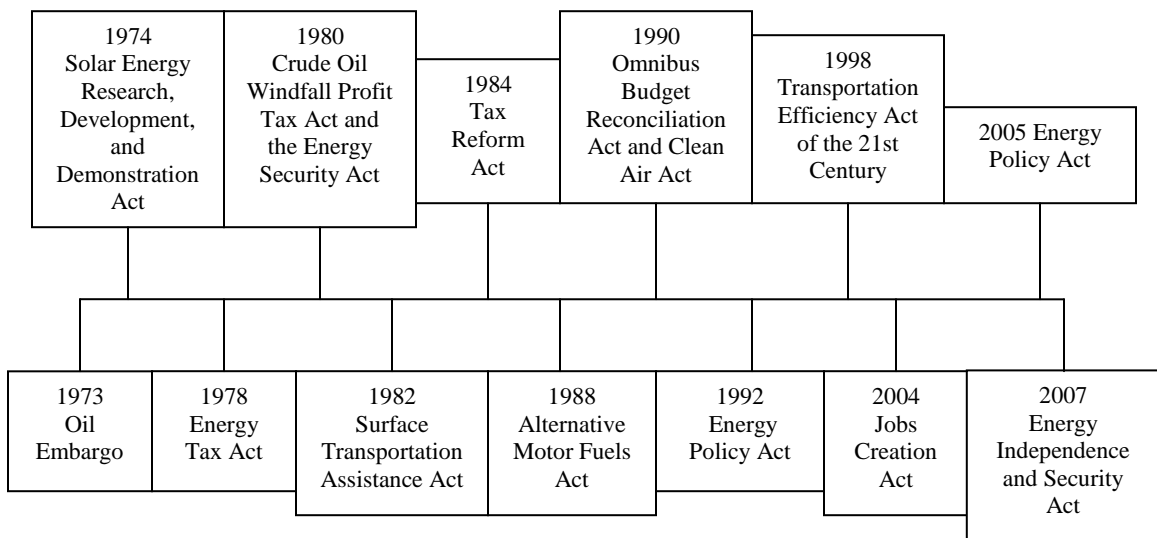 1974
Solar Energy
Research,
Development,
and
Demonstration
Act
1980
Crude Oil
Windfall Profit
Tax Act and
the Energy
Security Act
1984
Tax
Reform
Act
1990
Omnibus
Budget
Reconciliation
Act and Clean
Air Act
1998
Transportation
Efficiency Act
of the 21st
Century
2005 Energy
Policy Act
1973
Oil
Embargo
1978
Energy
Tax Act
1982
Surface
Transportation
Assistance Act
1988
Alternative
Motor Fuels
Act
1992
Energy
Policy Act
2004
Jobs
Creation
Act
2007
Energy
Independence
and Security
Act